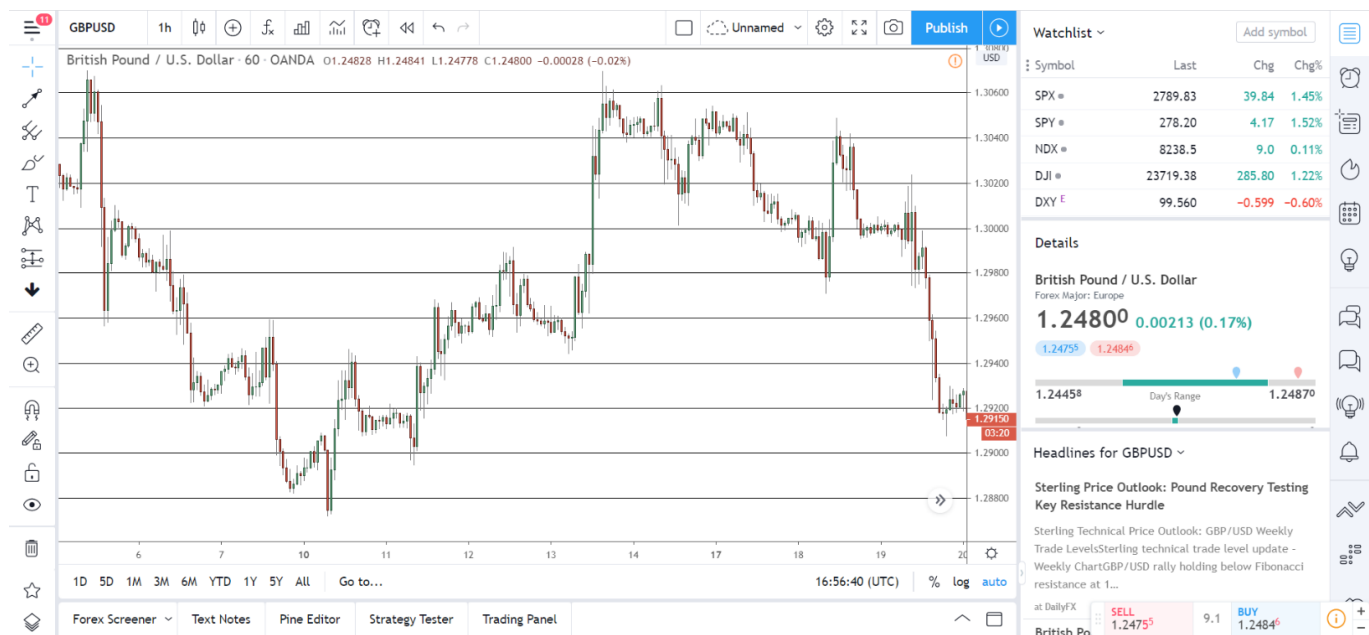 11
GBPUSD
1h
Unnamed
Publish
British Pound / U.S. Dollar · 60 · OANDA O1.24828 H1.24841 L1.24778 C1.24800 −0.00028 (−0.02%)
USD
1.30600
1.30400
1.30200
1.30000
1.29800
1.29600
1.29400
1.29200
1.29150
03:20
1.29000
1.28800
6 7 10 11 12 13 14 17 18 19 20
1D 5D 1M 3M 6M YTD 1Y 5Y All Go to...
16:56:40 (UTC) % log auto
Forex Screener Text Notes Pine Editor Strategy Tester Trading Panel
Watchlist Add symbol
Symbol Last Chg Chg%
SPX 2789.83 39.84 1.45%
SPY 278.20 4.17 1.52%
NDX 8238.5 9.0 0.11%
DJI 23719.38 285.80 1.22%
DXY E 99.560 −0.599 −0.60%
Details
British Pound / U.S. Dollar
Forex Major: Europe
1.24800 0.00213 (0.17%)
1.24755 1.24846
1.24458 Day's Range 1.24870
Headlines for GBPUSD
Sterling Price Outlook: Pound Recovery Testing
Key Resistance Hurdle
Sterling Technical Price Outlook: GBP/USD Weekly
Trade LevelsSterling technical trade level update -
Weekly ChartGBP/USD rally holding below Fibonacci
resistance at 1...
at DailyFX
SELL
1.24755
9.1
BUY
1.24846
British Po